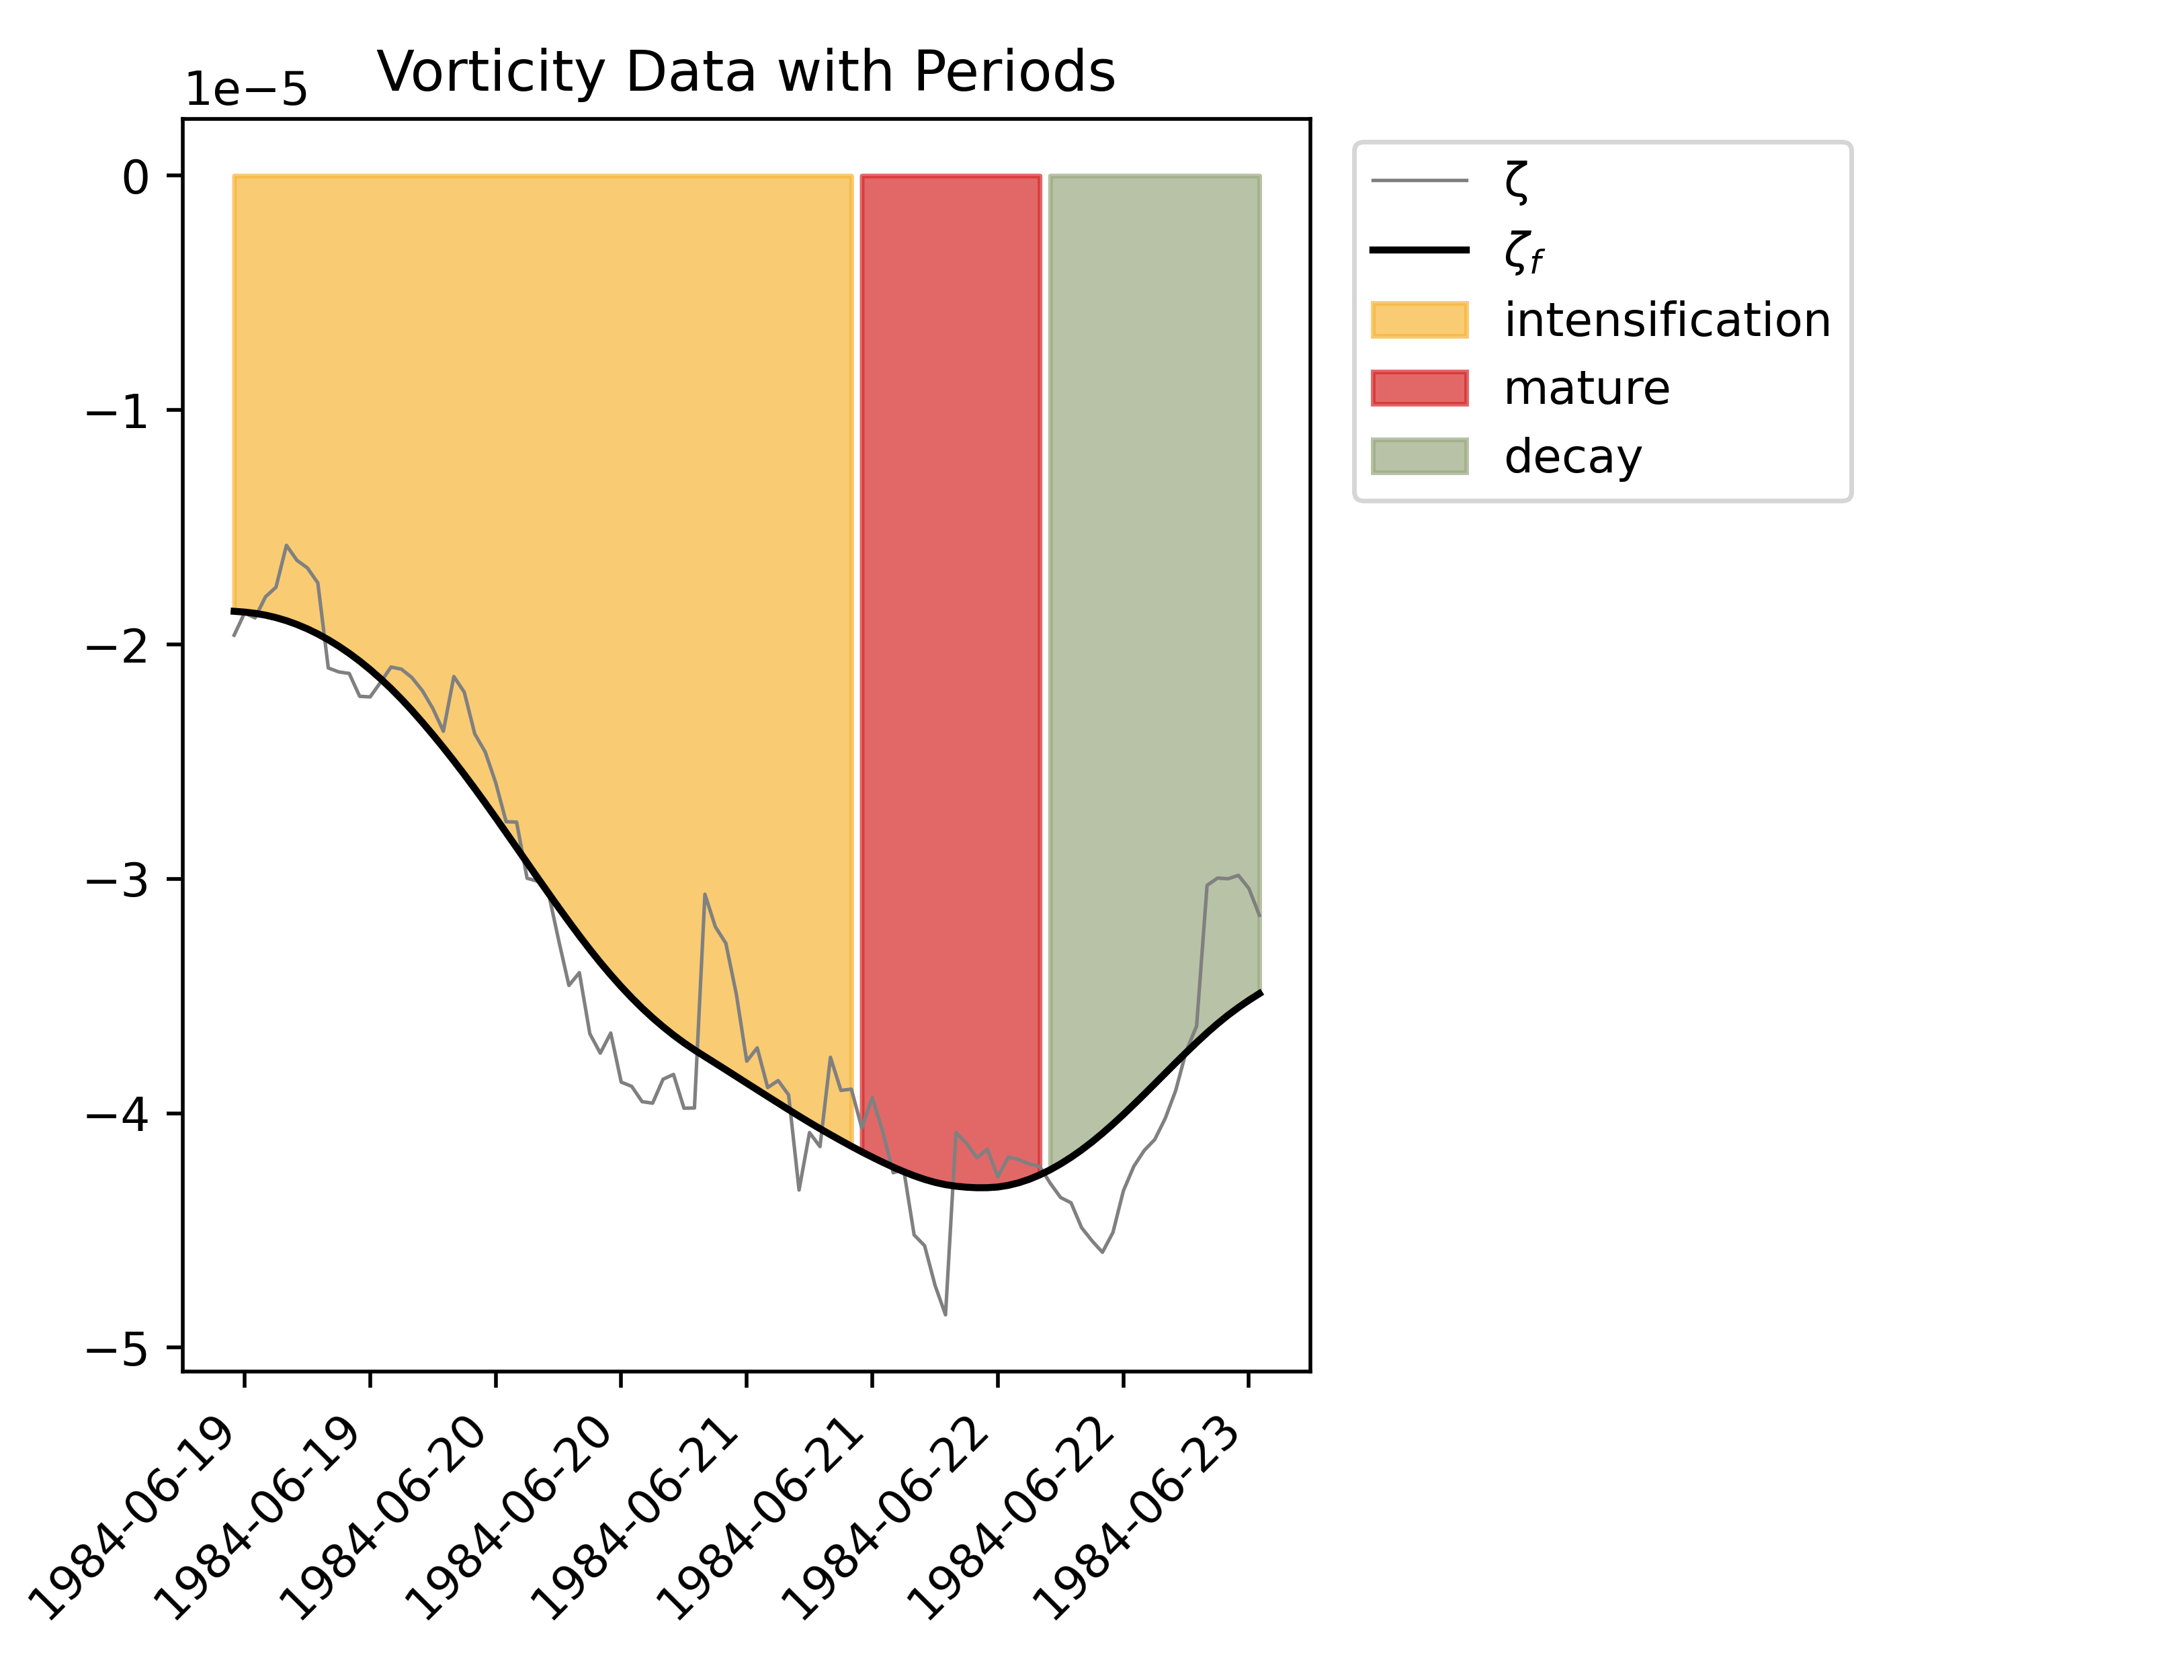 Vorticity Data with Periods
1e−5
0
−1
−2
−3
−4
−5
1984-06-19
1984-06-19
1984-06-20
1984-06-20
1984-06-21
1984-06-21
1984-06-22
1984-06-22
1984-06-23
ζ
ζf
intensification
mature
decay